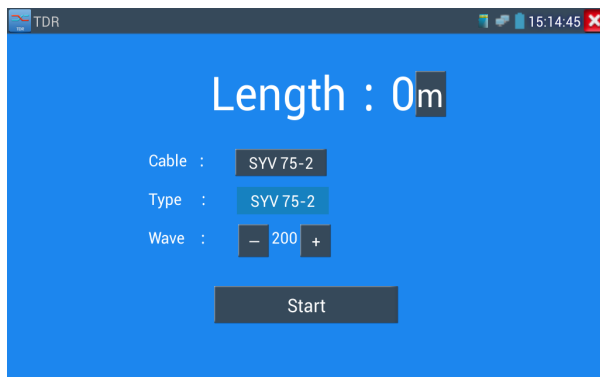 TDR 15:14:45
Length : 0m
Cable : SYV 75-2
Type : SYV 75-2
Wave : – 200 +
Start